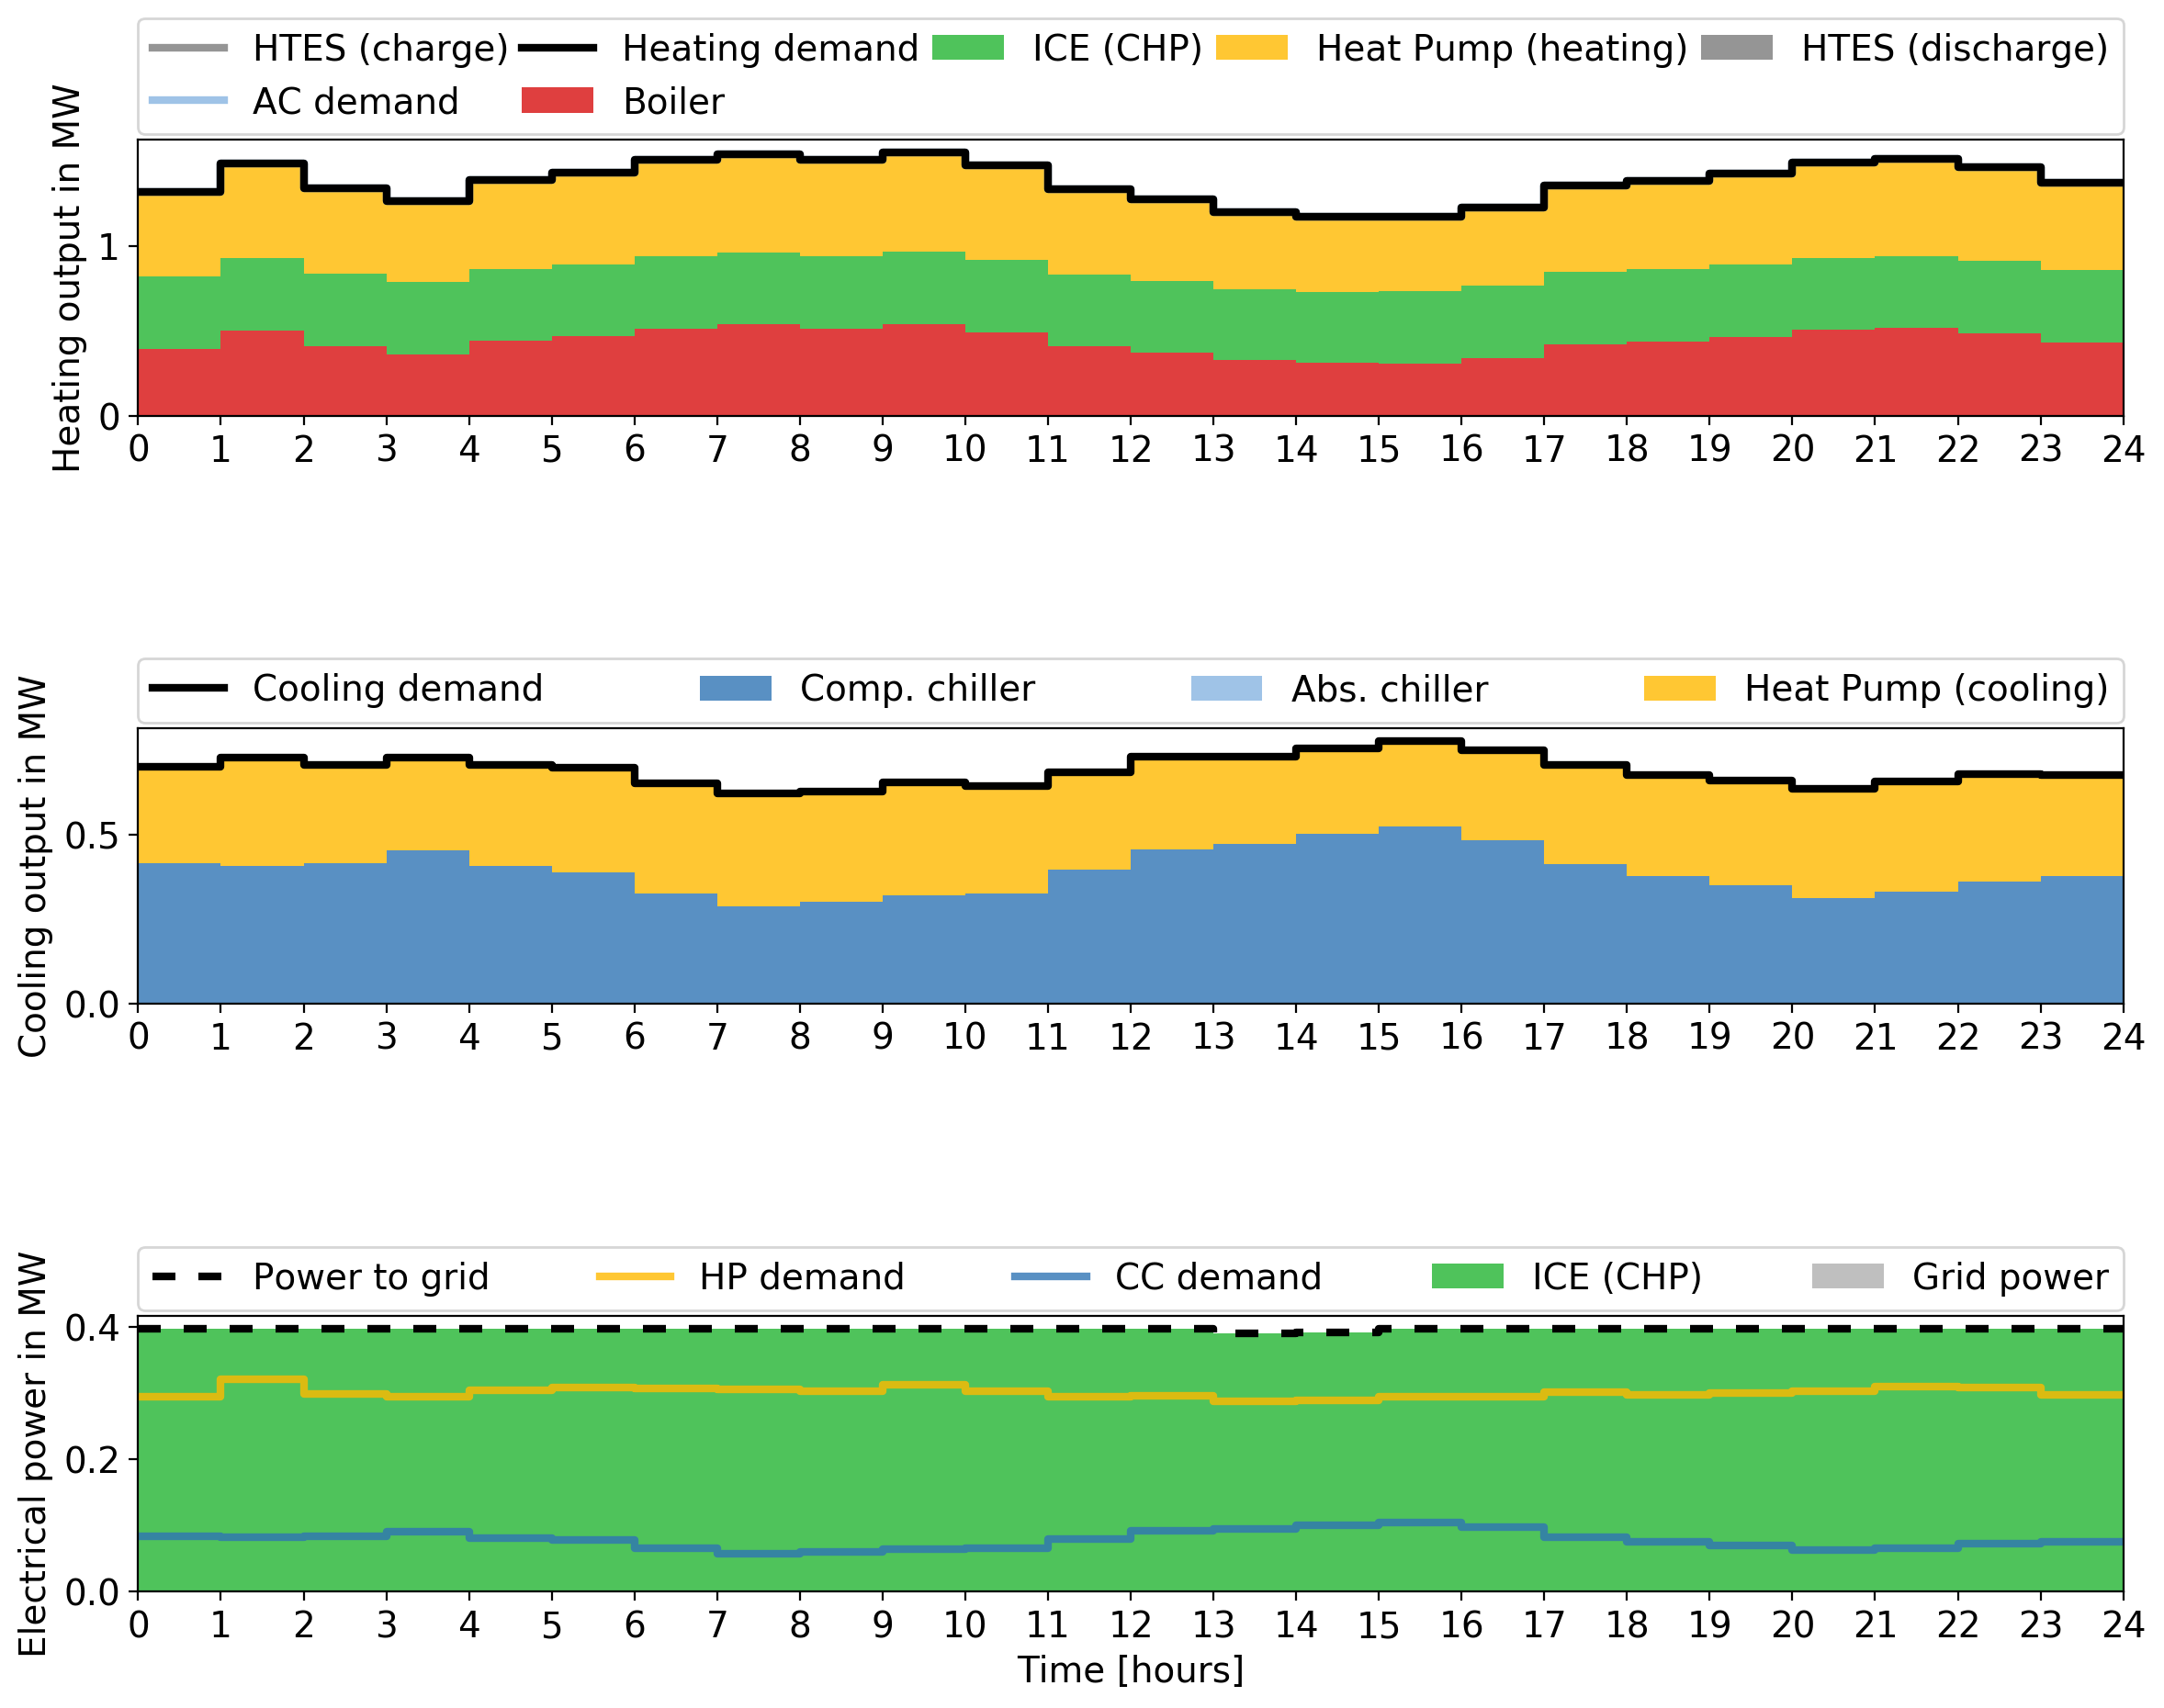 HTES (charge) Heating demand ICE (CHP) Heat Pump (heating) HTES (discharge)
AC demand Boiler
Heating output in MW
1
0
0 1 2 3 4 5 6 7 8 9 10 11 12 13 14 15 16 17 18 19 20 21 22 23 24
Cooling demand Comp. chiller Abs. chiller Heat Pump (cooling)
Cooling output in MW
0.5
0.0
0 1 2 3 4 5 6 7 8 9 10 11 12 13 14 15 16 17 18 19 20 21 22 23 24
Power to grid HP demand CC demand ICE (CHP) Grid power
Electrical power in MW
0.4
0.2
0.0
0 1 2 3 4 5 6 7 8 9 10 11 12 13 14 15 16 17 18 19 20 21 22 23 24
Time [hours]